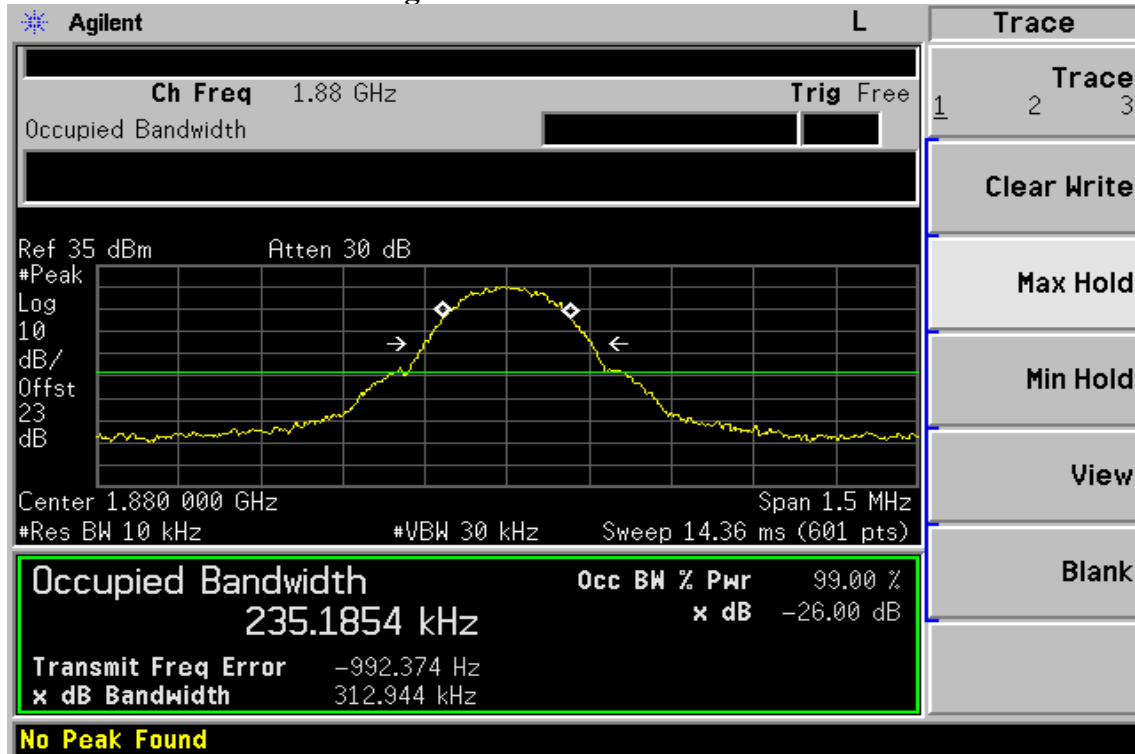 Agilent L Trace
Ch Freq 1.88 GHz Trig Free
Occupied Bandwidth
Trace
1 2 3
Clear Write
Max Hold
Min Hold
View
Blank
Ref 35 dBm Atten 30 dB
#Peak
Log
10
dB/
Offst
23
dB
Center 1.880 000 GHz Span 1.5 MHz
#Res BW 10 kHz #VBW 30 kHz Sweep 14.36 ms (601 pts)
Occupied Bandwidth Occ BW % Pwr 99.00 %
235.1854 kHz x dB -26.00 dB
Transmit Freq Error -992.374 Hz
x dB Bandwidth 312.944 kHz
No Peak Found